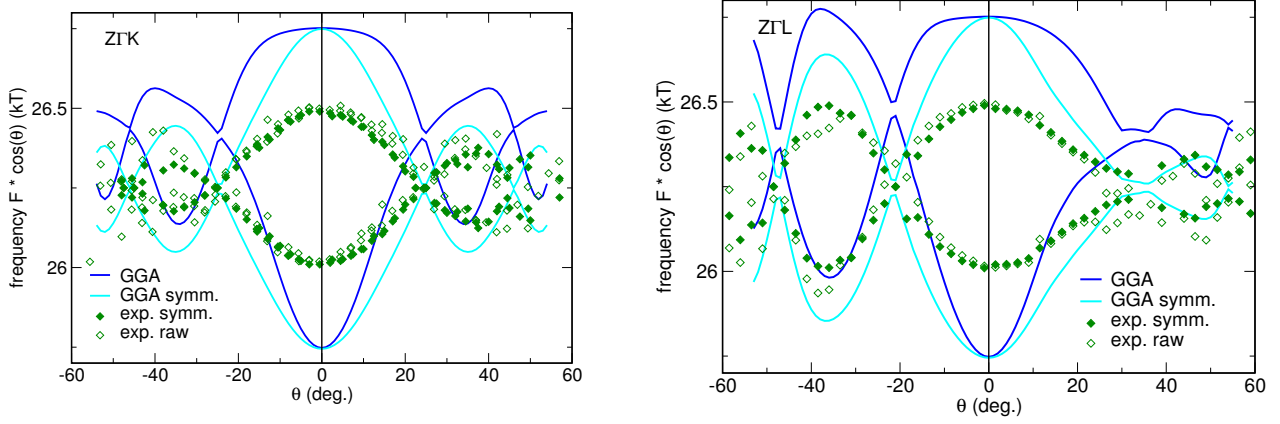 ZΓK
frequency F * cos(θ) (kT)
26.5
26
GGA
GGA symm.
exp. symm.
exp. raw
-60 -40 -20 0 20 40 60
θ (deg.)
ZΓL
frequency F * cos(θ) (kT)
26.5
26
GGA
GGA symm.
exp. symm.
exp. raw
-60 -40 -20 0 20 40 60
θ (deg.)